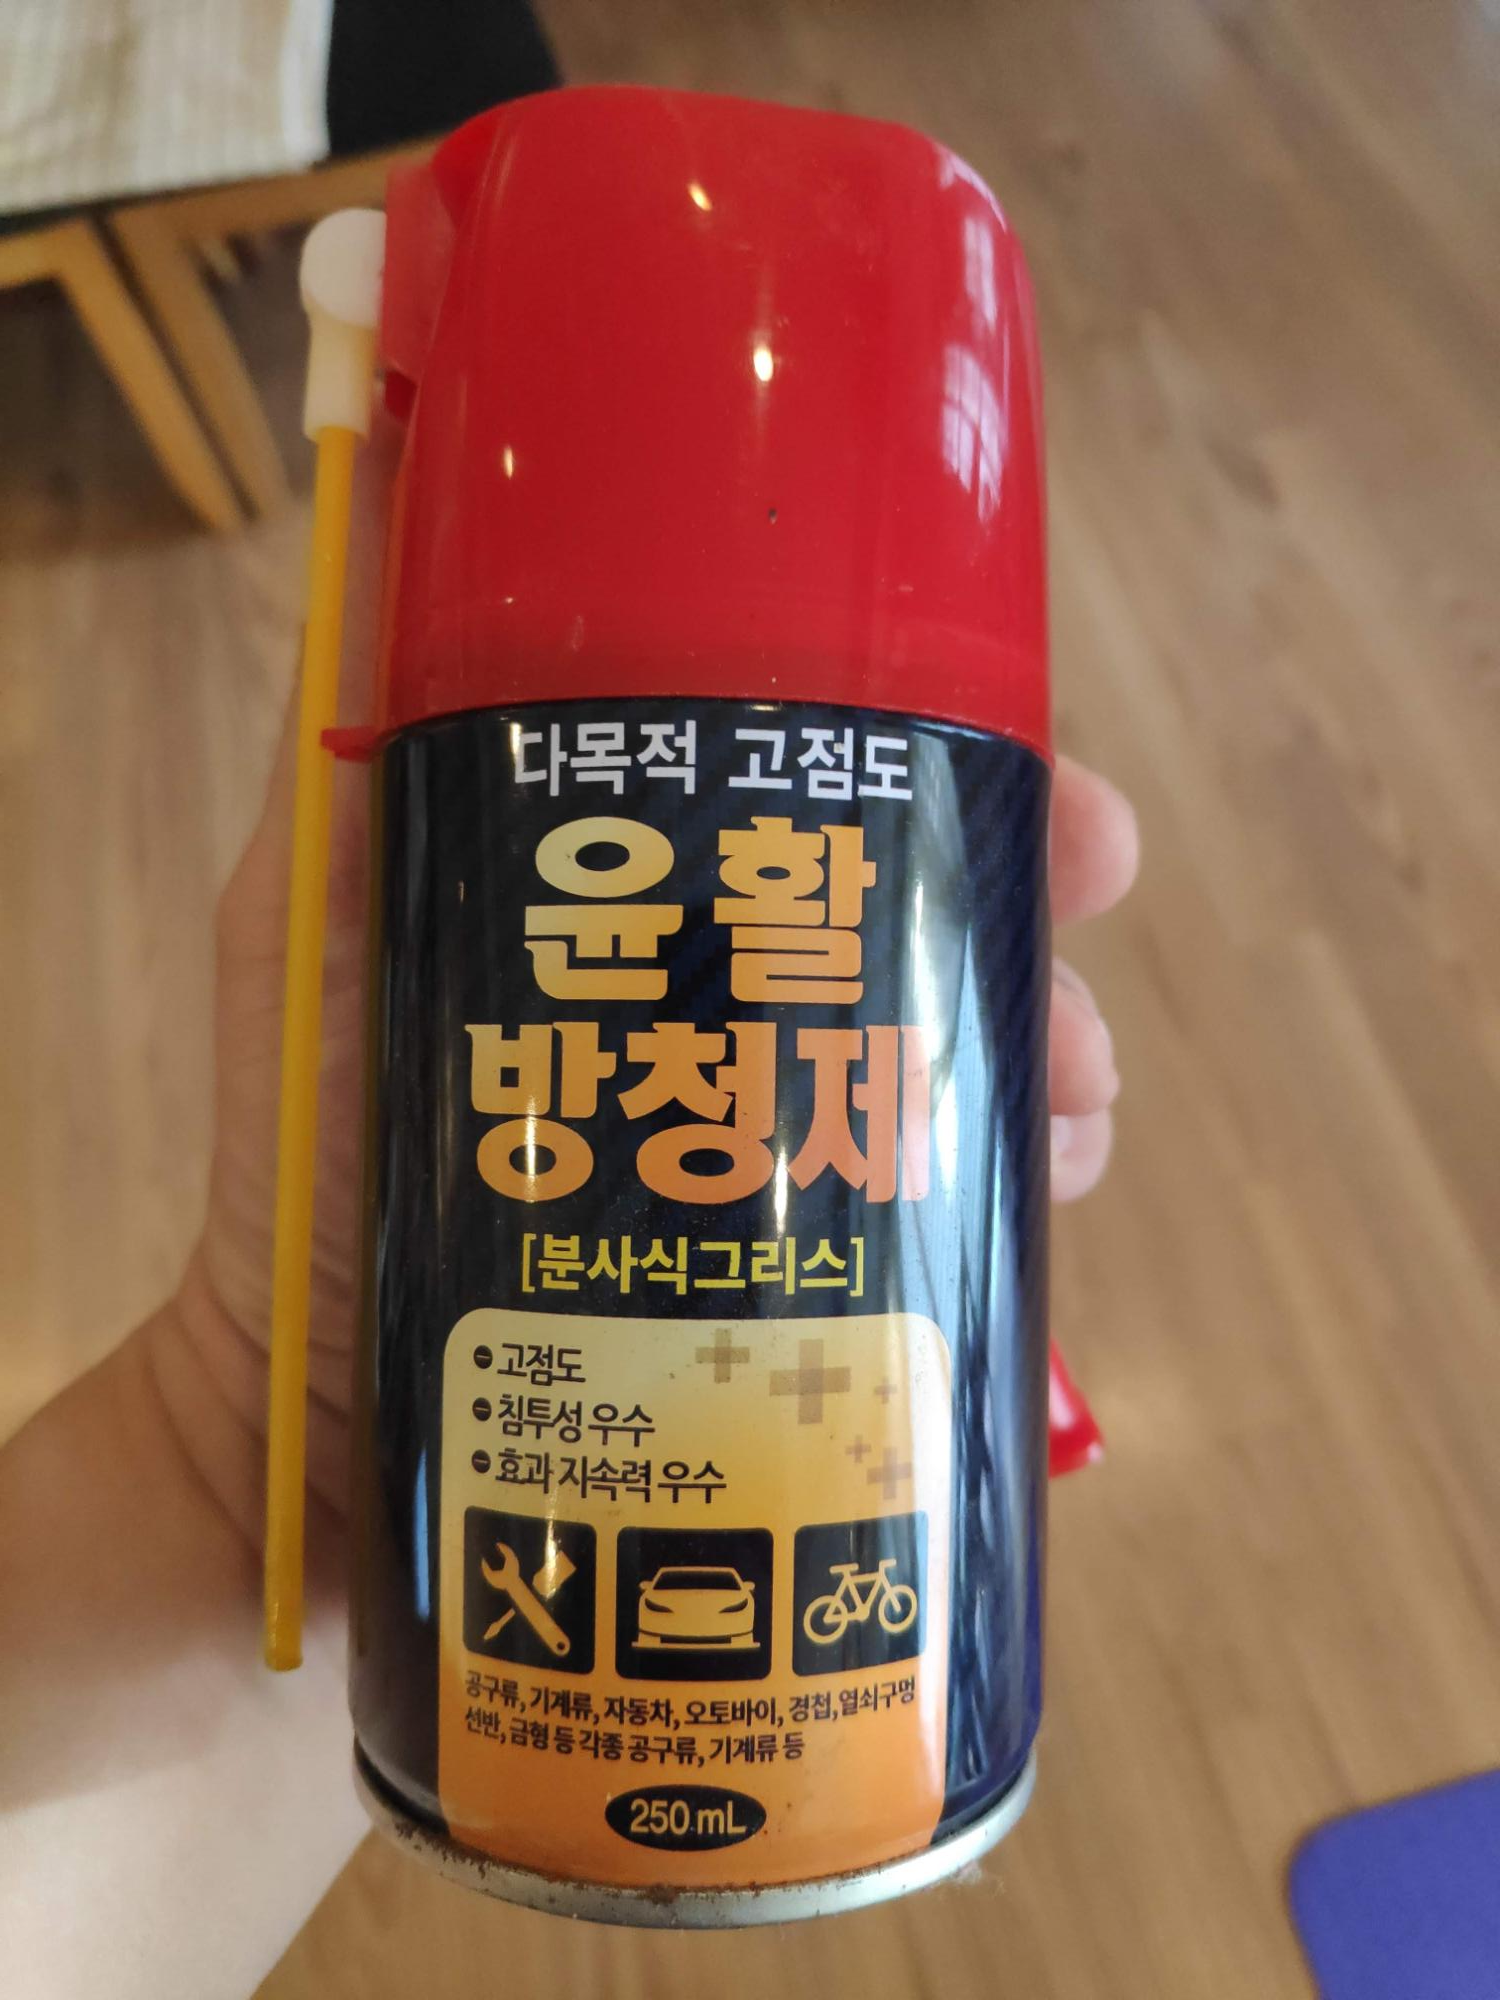 다목적 고점도
윤활
방청제
[분사식그리스]
고점도
침투성 우수
효과 지속력 우수
공구류, 기계류, 자동차, 오토바이, 경첩, 열쇠구멍
선반, 금형 등 각종 공구류, 기계류 등
250 mL